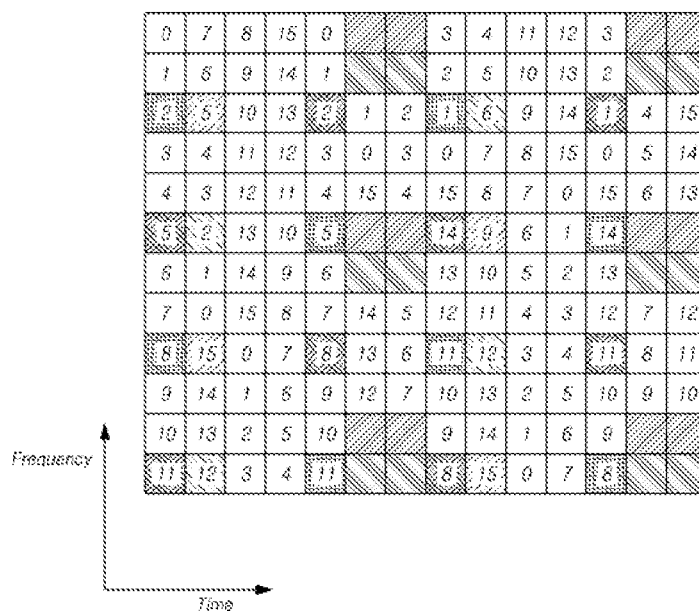 0 7 8 15 0 3 4 11 12 3
1 6 9 14 1 2 5 10 13 2
2 5 10 13 2 1 2 1 6 9 14 1 4 15
3 4 11 12 3 0 3 0 7 8 15 0 5 14
4 3 12 11 4 15 4 15 8 7 0 15 6 13
5 2 13 10 5 14 9 6 1 14
6 1 14 9 6 13 10 5 2 13
7 0 15 8 7 14 5 12 11 4 3 12 7 12
8 15 0 7 8 13 6 11 12 3 4 11 8 11
9 14 1 6 9 12 7 10 13 2 5 10 9 10
10 13 2 5 10 9 14 1 6 9
11 12 3 4 11 8 15 0 7 8
Frequency
Time